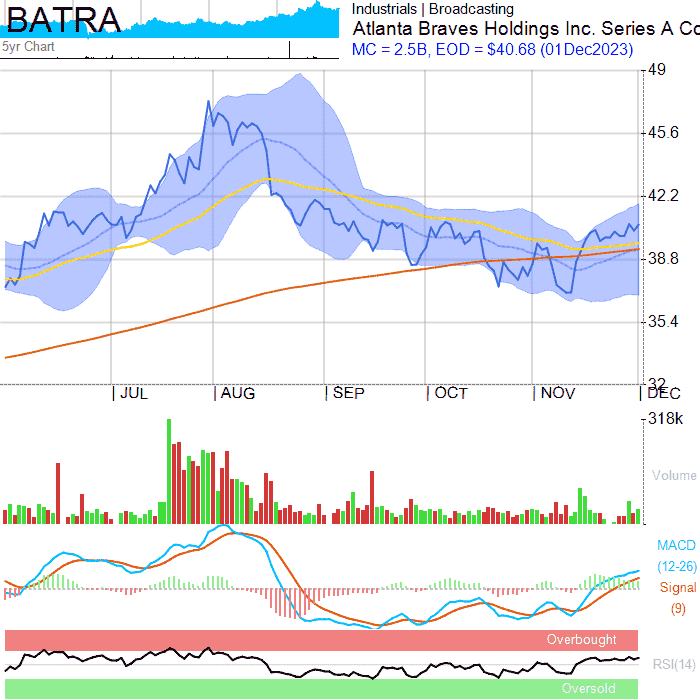 BATRA
5yr Chart
Industrials | Broadcasting
Atlanta Braves Holdings Inc. Series A Co
MC = 2.5B, EOD = $40.68 (01Dec2023)
49
45.6
42.2
38.8
35.4
32
JUL
AUG
SEP
OCT
NOV
DEC
318k
Volume
MACD
(12-26)
Signal
(9)
Overbought
RSI(14)
Oversold